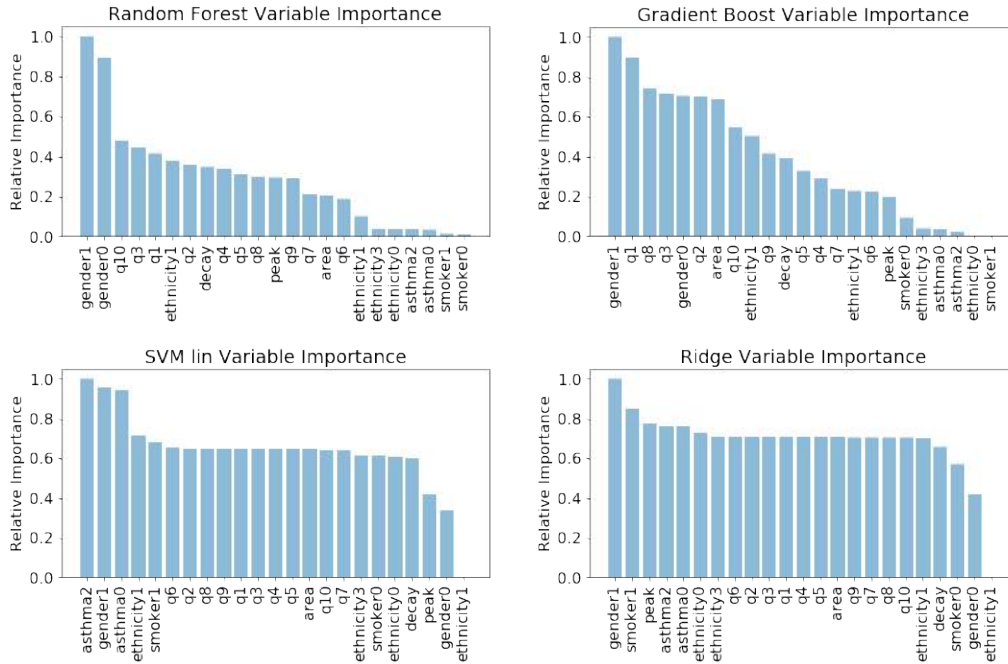 Random Forest Variable Importance
Relative Importance
1.0
0.8
0.6
0.4
0.2
0.0
gender1
gender0
q10
q3
q1
ethnicity1
q2
decay
q4
q5
q8
peak
q9
q7
area
q6
ethnicity1
ethnicity3
ethnicity0
asthma2
asthma0
smoker1
smoker0
Gradient Boost Variable Importance
Relative Importance
1.0
0.8
0.6
0.4
0.2
0.0
gender1
q1
q8
q3
gender0
q2
area
q10
ethnicity1
q9
decay
q5
q4
q7
ethnicity1
q6
peak
smoker0
ethnicity3
asthma0
asthma2
ethnicity0
smoker1
SVM lin Variable Importance
Relative Importance
1.0
0.8
0.6
0.4
0.2
0.0
asthma2
gender1
asthma0
ethnicity1
smoker1
q6
q2
q8
q9
q1
q3
q4
q5
area
q10
q7
ethnicity3
smoker0
ethnicity0
decay
peak
gender0
ethnicity1
Ridge Variable Importance
Relative Importance
1.0
0.8
0.6
0.4
0.2
0.0
gender1
smoker1
peak
asthma2
asthma0
ethnicity0
ethnicity3
q6
q2
q3
q1
q4
q5
area
q9
q7
q8
q10
ethnicity1
decay
smoker0
gender0
ethnicity1